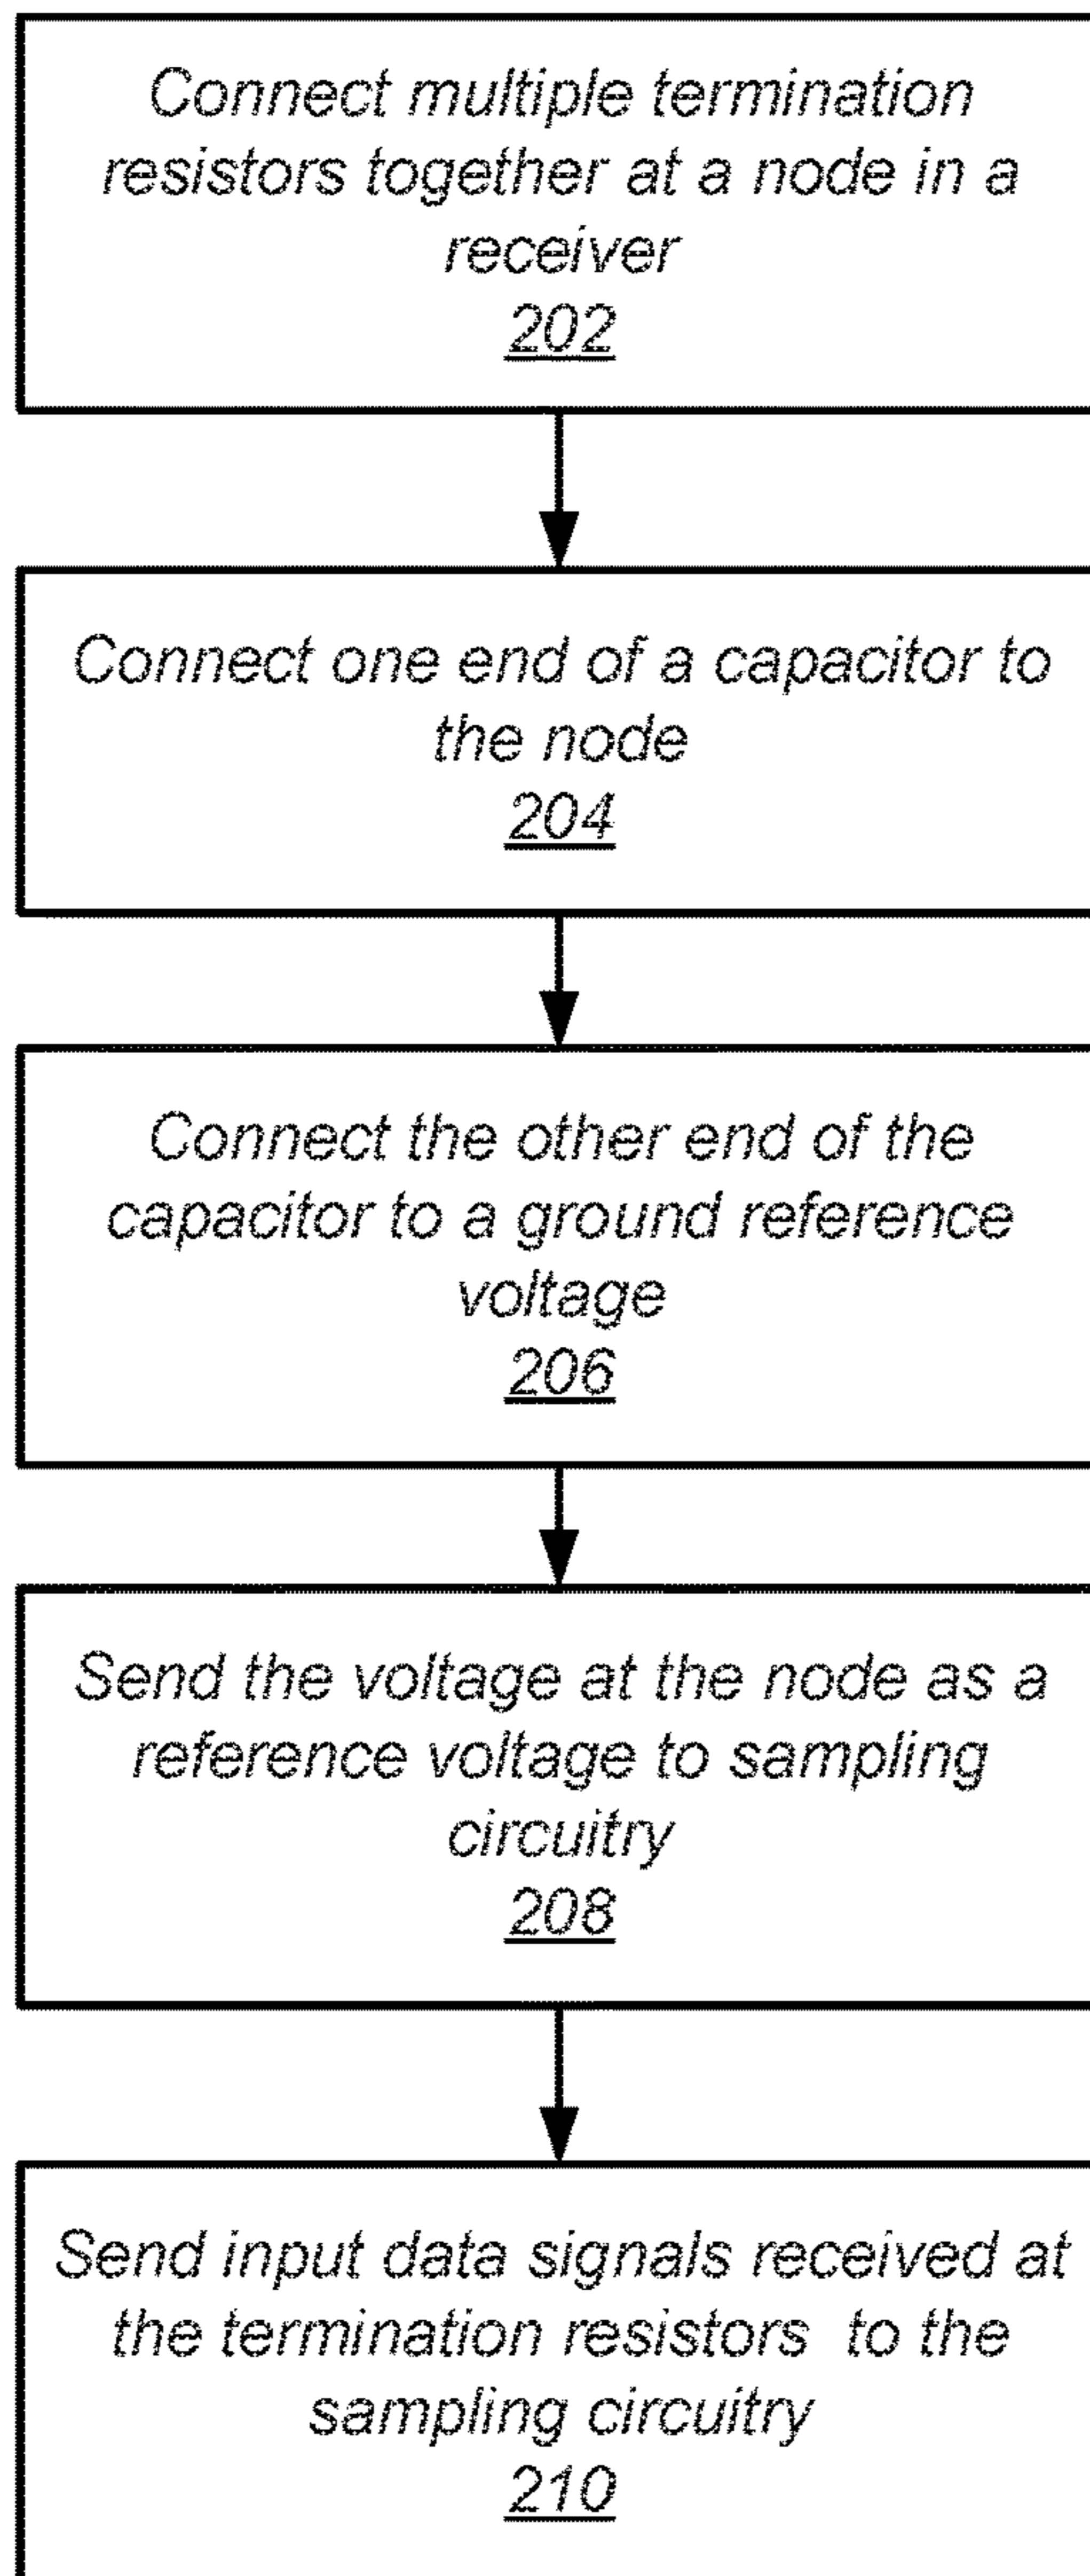 Connect multiple termination
resistors together at a node in a
receiver
202
Connect one end of a capacitor to
the node
204
Connect the other end of the
capacitor to a ground reference
voltage
206
Send the voltage at the node as a
reference voltage to sampling
circuitry
208
Send input data signals received at
the termination resistors to the
sampling circuitry
210